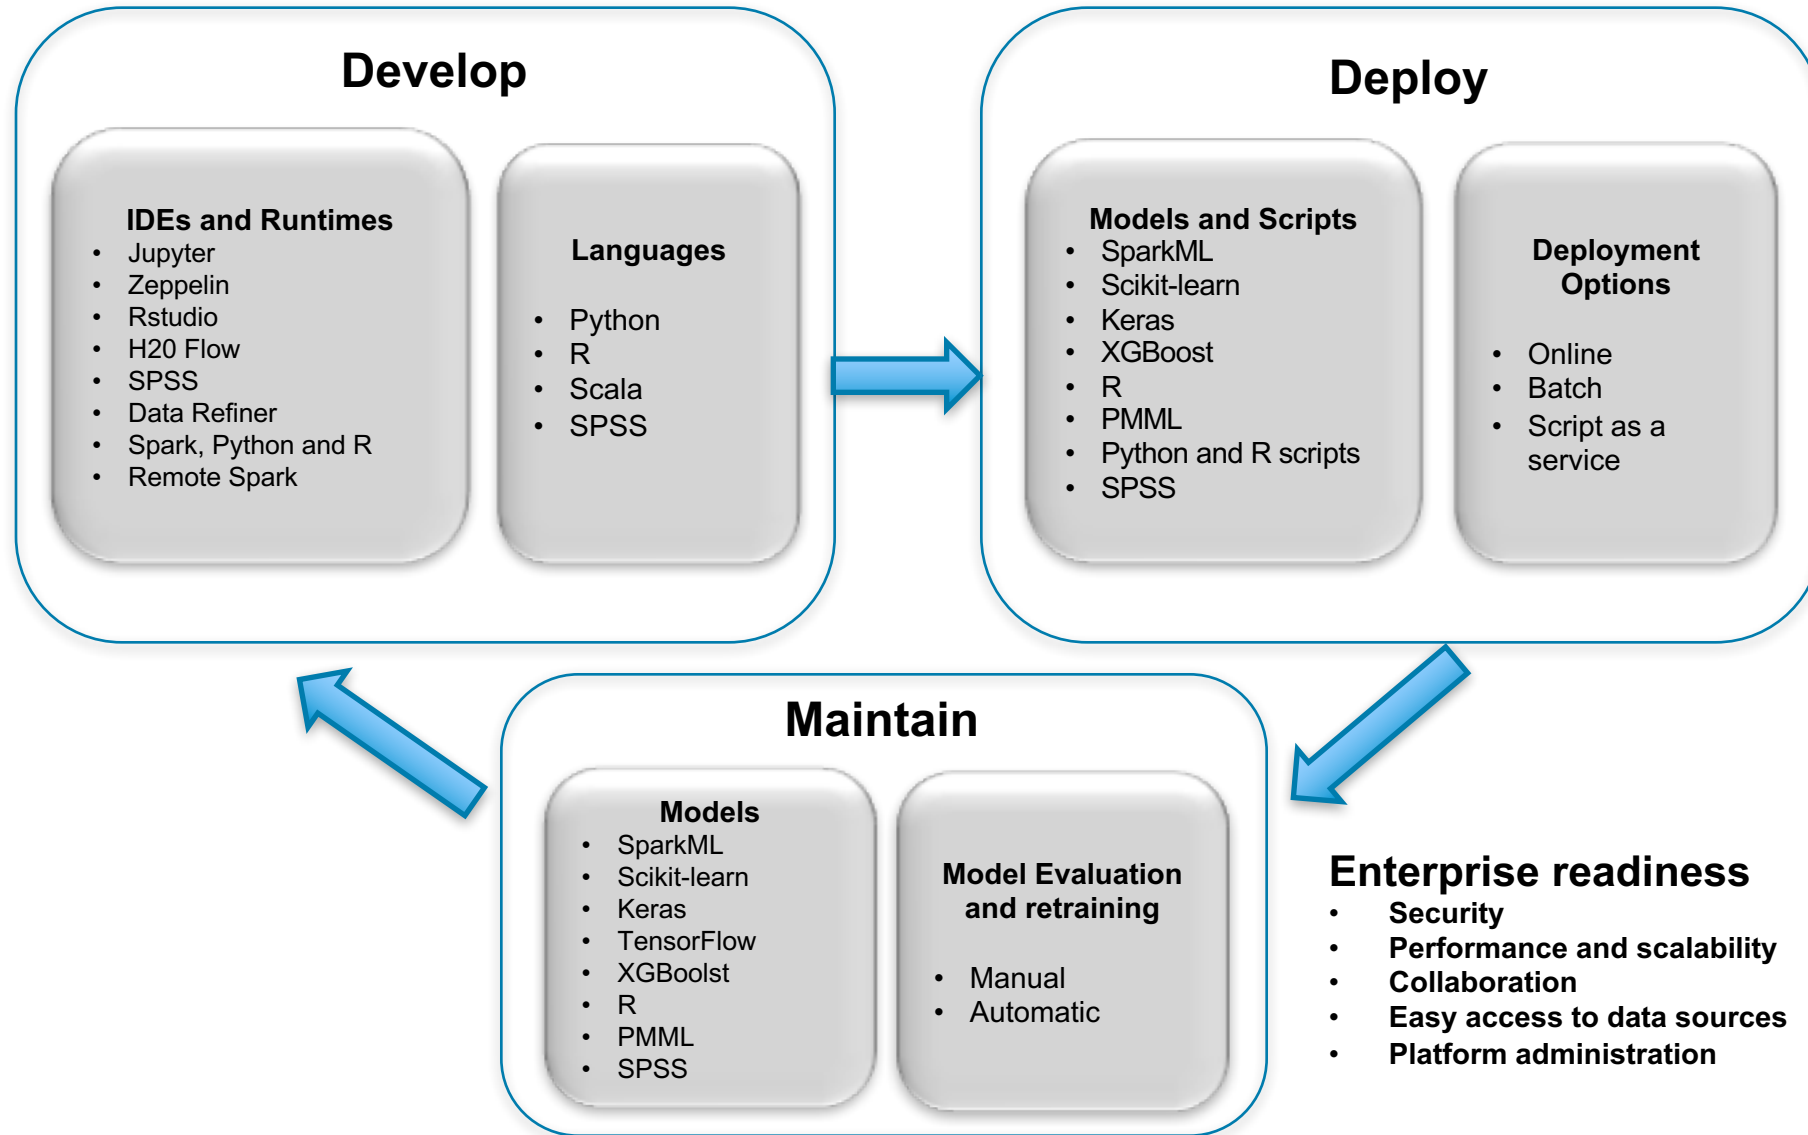 Develop
IDEs and Runtimes
• Jupyter
• Zeppelin
• Rstudio
• H20 Flow
• SPSS
• Data Refiner
• Spark, Python and R
• Remote Spark
Languages
• Python
• R
• Scala
• SPSS
Deploy
Models and Scripts
• SparkML
• Scikit-learn
• Keras
• XGBoost
• R
• PMML
• Python and R scripts
• SPSS
Deployment
Options
• Online
• Batch
• Script as a
service
Maintain
Models
• SparkML
• Scikit-learn
• Keras
• TensorFlow
• XGBoolst
• R
• PMML
• SPSS
Model Evaluation
and retraining
• Manual
• Automatic
Enterprise readiness
• Security
• Performance and scalability
• Collaboration
• Easy access to data sources
• Platform administration